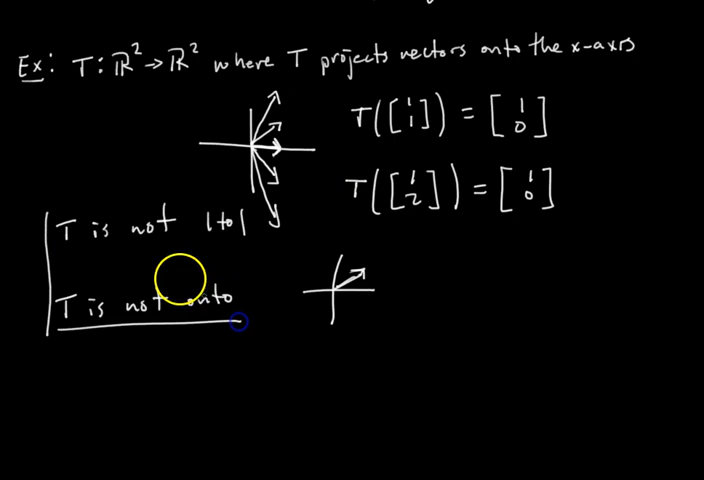 Ex: T: ℝ² → ℝ² where T projects vectors onto the x-axis
T([1 1]) = [1 0]
T([1 2]) = [1 0]
T is not 1 to 1
T is not onto